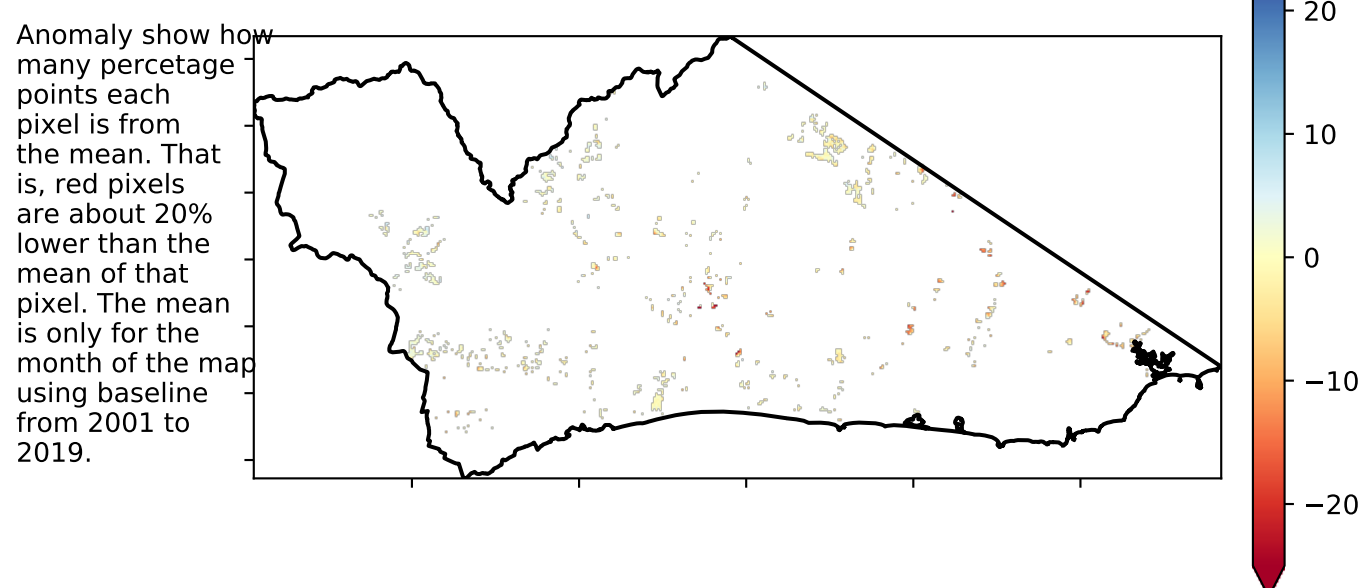 Anomaly show how
many percetage
points each
pixel is from
the mean. That
is, red pixels
are about 20%
lower than the
mean of that
pixel. The mean
is only for the
month of the map
using baseline
from 2001 to
2019.
20
10
0
−10
−20